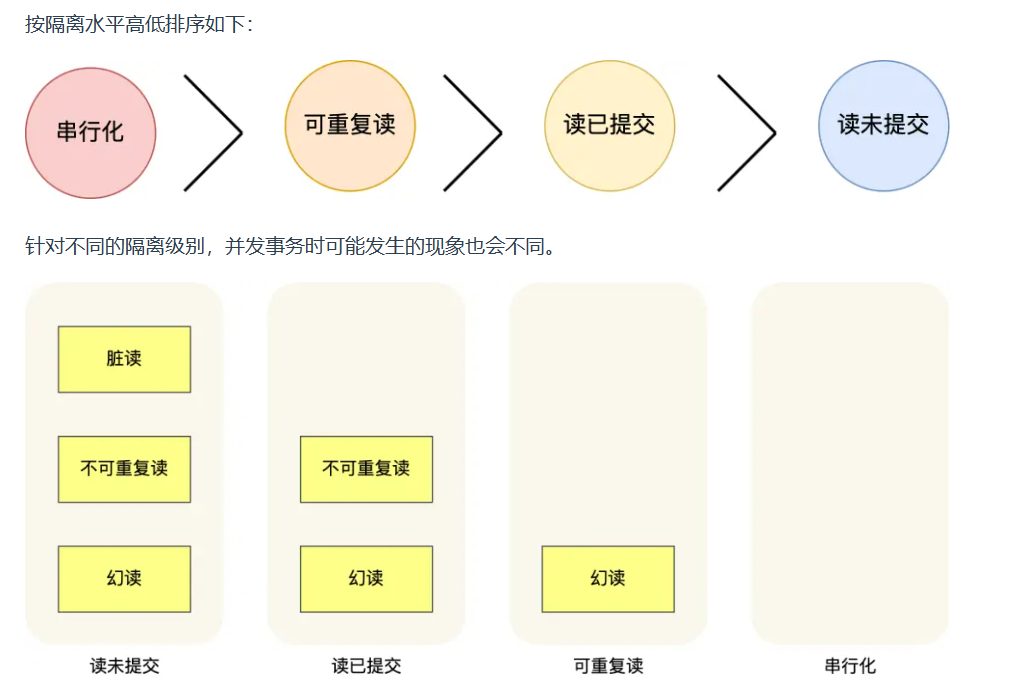 按隔离水平高低排序如下：
串行化
可重复读
读已提交
读未提交
针对不同的隔离级别，并发事务时可能发生的现象也会不同。
脏读
不可重复读
幻读
读未提交
不可重复读
幻读
读已提交
幻读
可重复读
串行化